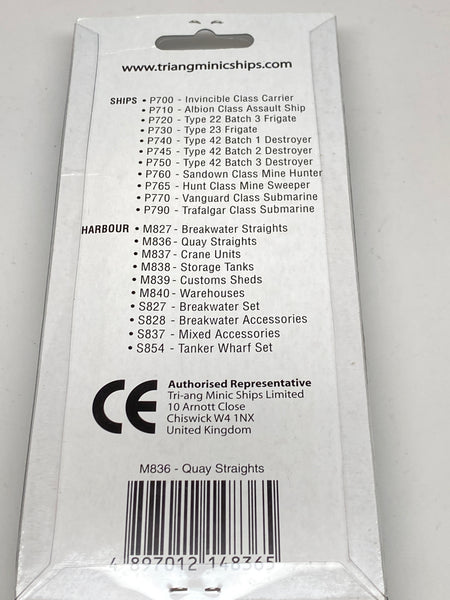 www.triangminicships.com
SHIPS • P700 - Invincible Class Carrier
• P710 - Albion Class Assault Ship
• P720 - Type 22 Batch 3 Frigate
• P730 - Type 23 Frigate
• P740 - Type 42 Batch 1 Destroyer
• P745 - Type 42 Batch 2 Destroyer
• P750 - Type 42 Batch 3 Destroyer
• P760 - Sandown Class Mine Hunter
• P765 - Hunt Class Mine Sweeper
• P770 - Vanguard Class Submarine
• P790 - Trafalgar Class Submarine
HARBOUR • M827 - Breakwater Straights
• M836 - Quay Straights
• M837 - Crane Units
• M838 - Storage Tanks
• M839 - Customs Sheds
• M840 - Warehouses
• S827 - Breakwater Set
• S828 - Breakwater Accessories
• S837 - Mixed Accessories
• S854 - Tanker Wharf Set
CE
Authorised Representative
Tri-ang Minic Ships Limited
10 Arnott Close
Chiswick W4 1NX
United Kingdom
M836 - Quay Straights
4 897012 148365